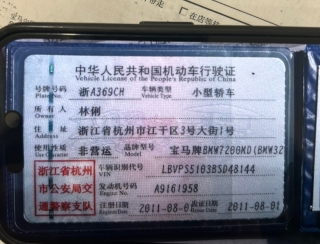 中华人民共和国机动车行驶证
Vehicle License of the People's Republic of China
号牌号码 浙A369CH 车辆类型 小型轿车
Plate No. Vehicle Type
所有人 林俐
Owner
住址 浙江省杭州市江干区3号大街1号
Address
使用性质 非营运 宝马牌BMW7200KD(BMW32
Use Character
浙江省杭州
市公安局交
通警察支队
车辆识别代号 LBVPS5103BSD48144
VIN
发动机号码 A9161958
Engine No.
注册日期 2011-08-0 发证日期 2011-08-01
Register Date Issue Date